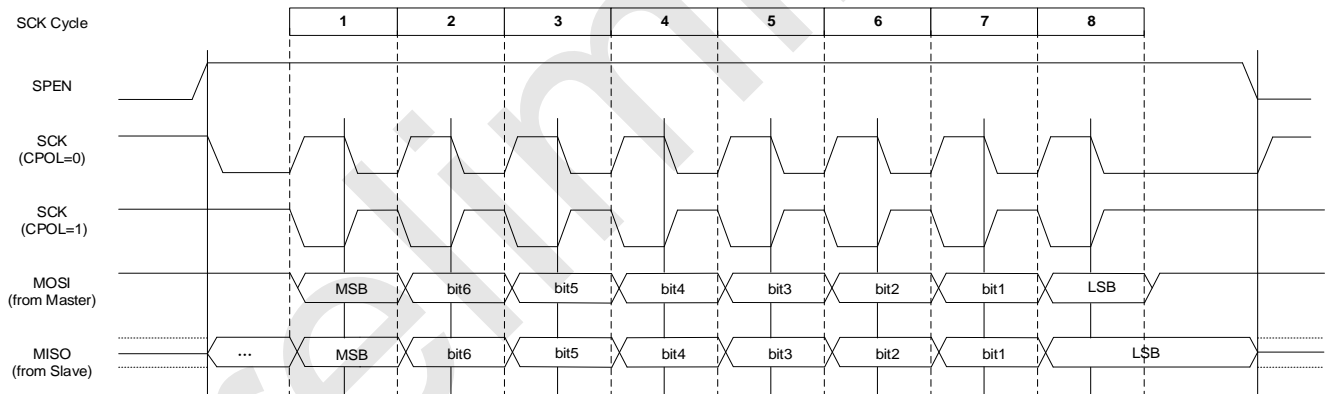 SCK Cycle 1 2 3 4 5 6 7 8
SPEN
SCK
(CPOL=0)
SCK
(CPOL=1)
MOSI
(from Master)
MSB bit6 bit5 bit4 bit3 bit2 bit1 LSB
MISO
(from Slave)
... MSB bit6 bit5 bit4 bit3 bit2 bit1 LSB
relim